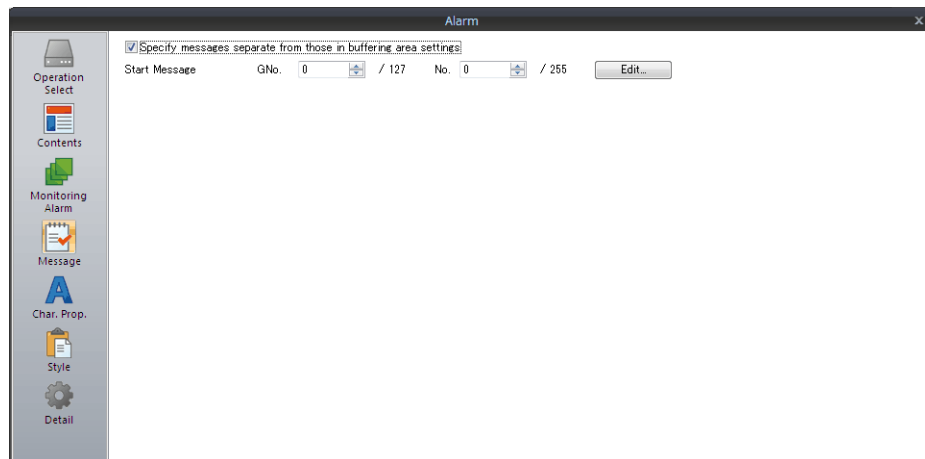 Alarm
x
Specify messages separate from those in buffering area settings
Start Message GNo. 0 / 127 No. 0 / 255 Edit...
Operation
Select
Contents
Monitoring
Alarm
Message
Char. Prop.
Style
Detail